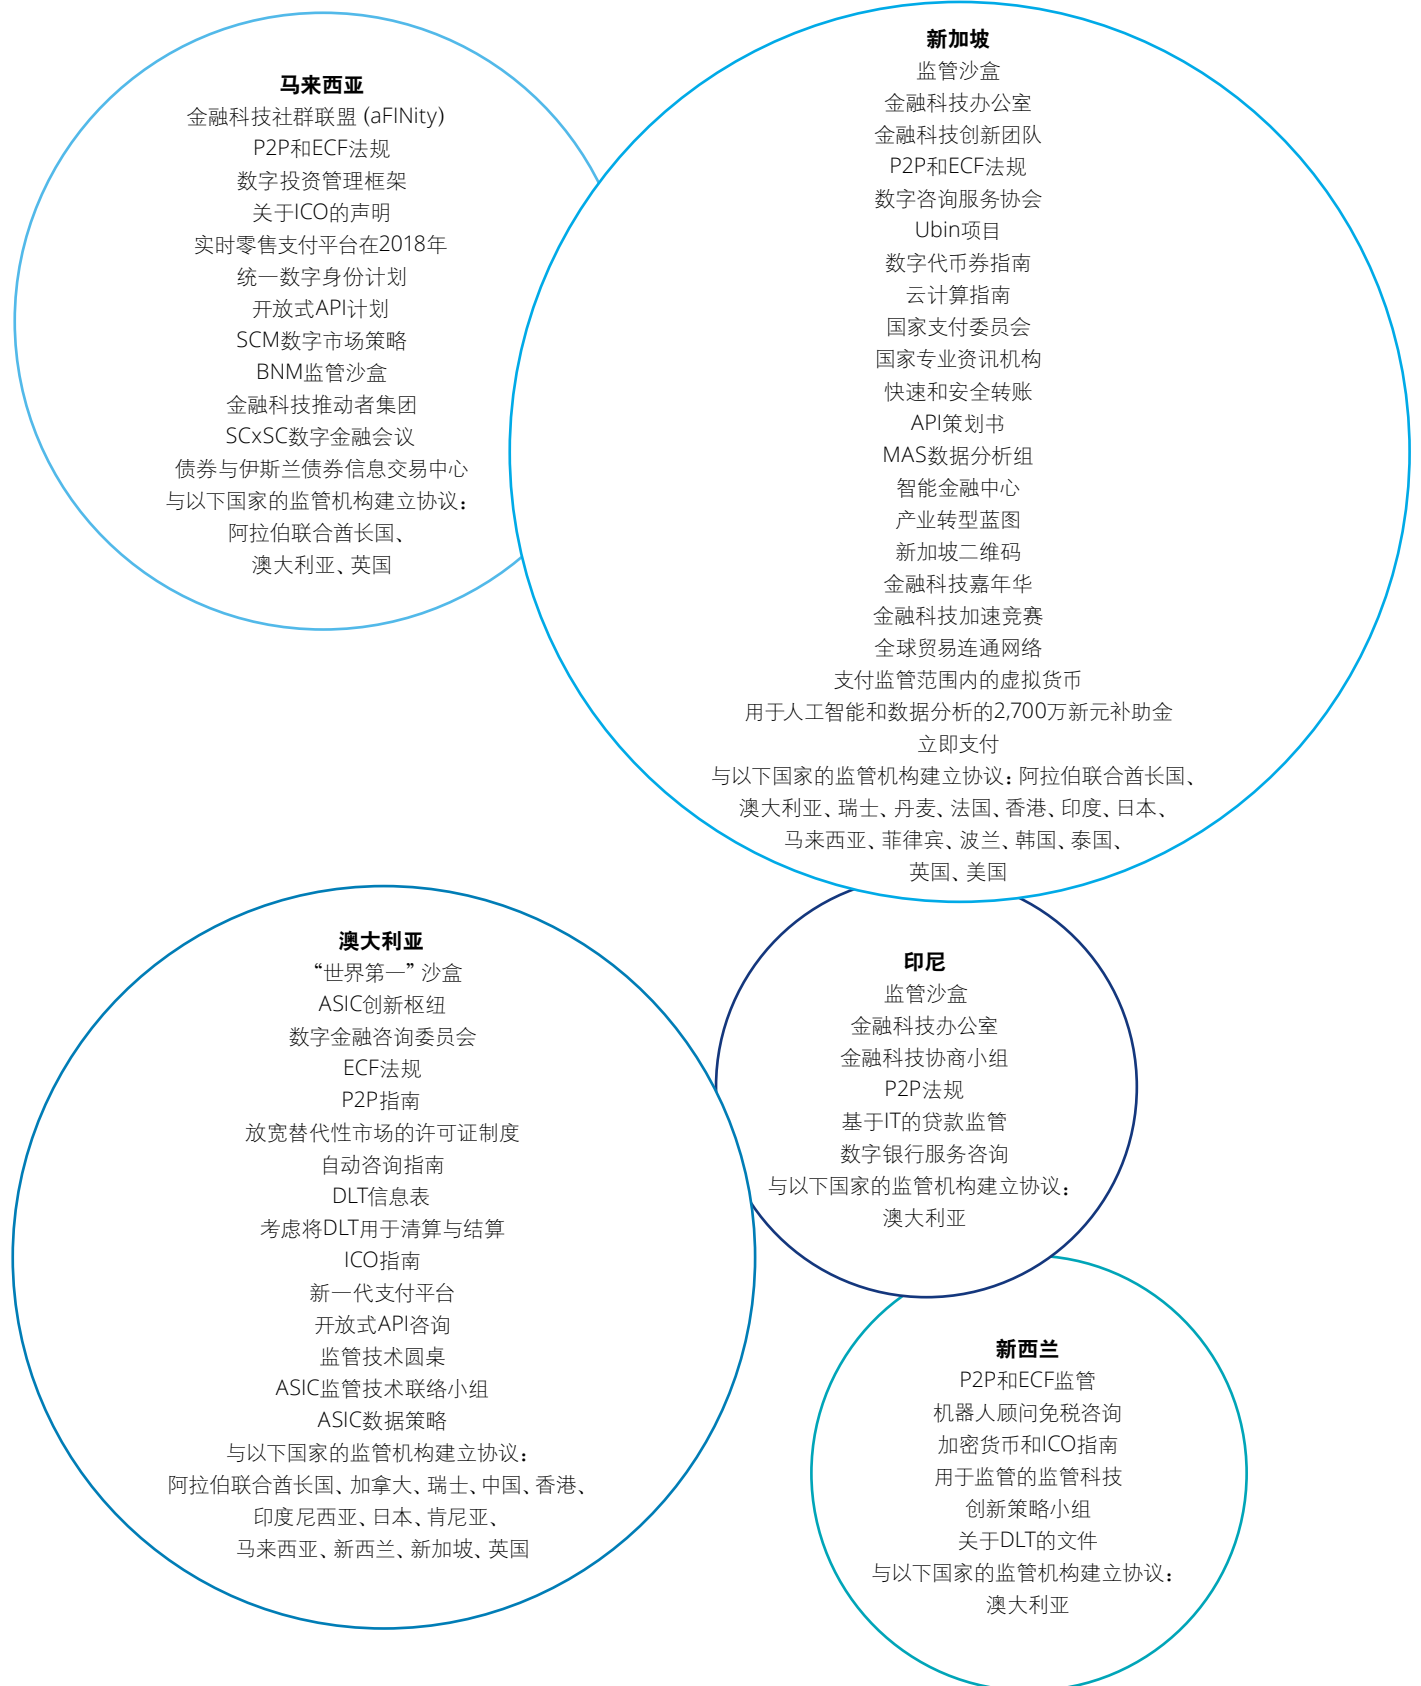 马来西亚
金融科技社群联盟 (aFINity)
P2P和ECF法规
数字投资管理框架
关于ICO的声明
实时零售支付平台在2018年
统一数字身份计划
开放式API计划
SCM数字市场策略
BNM监管沙盒
金融科技推动者集团
SCxSC数字金融会议
债券与伊斯兰债券信息交易中心
与以下国家的监管机构建立协议：
阿拉伯联合酋长国、
澳大利亚、英国
新加坡
监管沙盒
金融科技办公室
金融科技创新团队
P2P和ECF法规
数字咨询服务协会
Ubin项目
数字代币券指南
云计算指南
国家支付委员会
国家专业资讯机构
快速和安全转账
API策划书
MAS数据分析组
智能金融中心
产业转型蓝图
新加坡二维码
金融科技嘉年华
金融科技加速竞赛
全球贸易连通网络
支付监管范围内的虚拟货币
用于人工智能和数据分析的2,700万新元补助金
立即支付
与以下国家的监管机构建立协议：阿拉伯联合酋长国、
澳大利亚、瑞士、丹麦、法国、香港、印度、日本、
马来西亚、菲律宾、波兰、韩国、泰国、
英国、美国
澳大利亚
“世界第一” 沙盒
ASIC创新枢纽
数字金融咨询委员会
ECF法规
P2P指南
放宽替代性市场的许可证制度
自动咨询指南
DLT信息表
考虑将DLT用于清算与结算
ICO指南
新一代支付平台
开放式API咨询
监管技术圆桌
ASIC监管技术联络小组
ASIC数据策略
与以下国家的监管机构建立协议：
阿拉伯联合酋长国、加拿大、瑞士、中国、香港、
印度尼西亚、日本、肯尼亚、
马来西亚、新西兰、新加坡、英国
印尼
监管沙盒
金融科技办公室
金融科技协商小组
P2P法规
基于IT的贷款监管
数字银行服务咨询
与以下国家的监管机构建立协议：
澳大利亚
新西兰
P2P和ECF监管
机器人顾问免税咨询
加密货币和ICO指南
用于监管的监管科技
创新策略小组
关于DLT的文件
与以下国家的监管机构建立协议：
澳大利亚